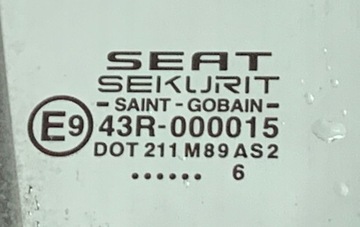 SEAT
SEKURIT
- SAINT - GOBAIN -
E9 43R-000015
DOT 211 M89 AS2
...... 6